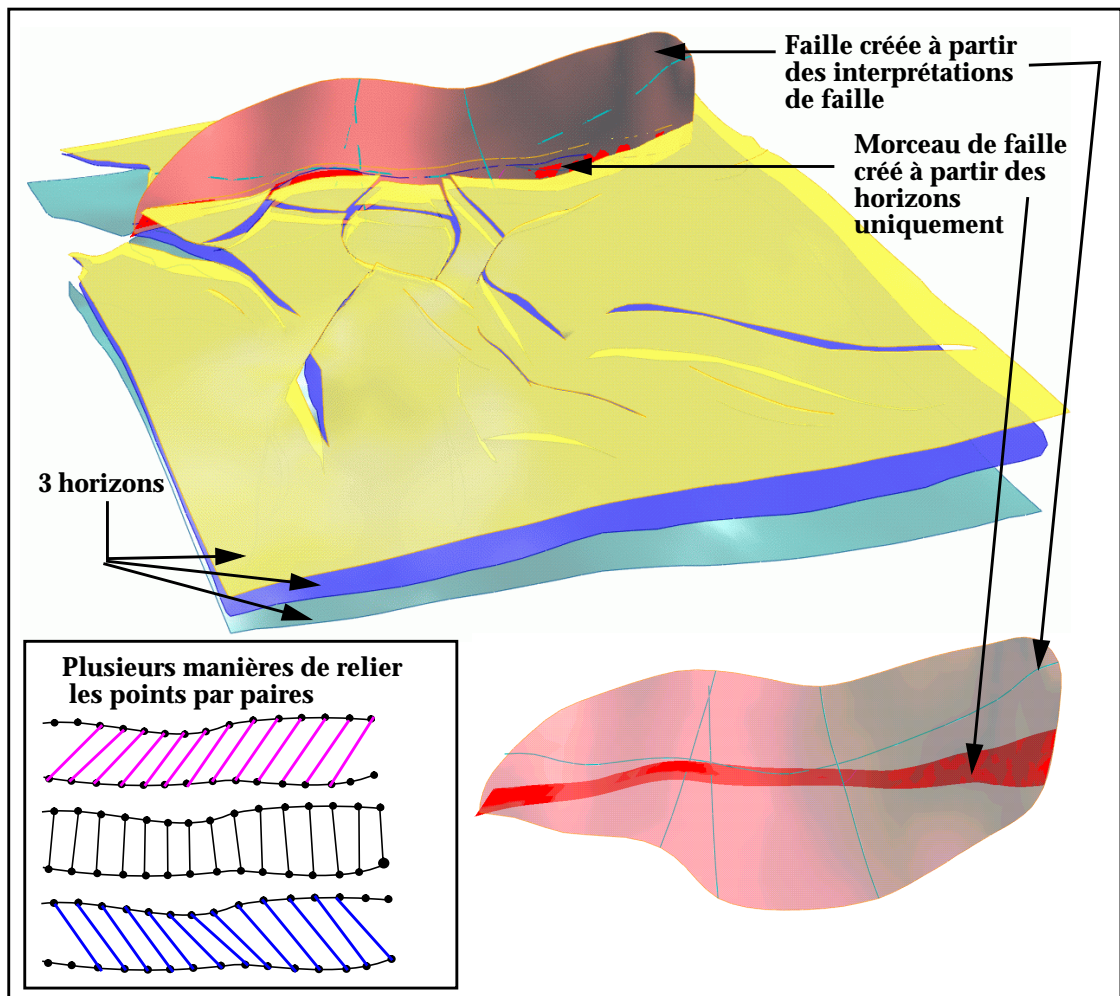 Faille créée à partir
des interprétations
de faille
Morceau de faille
créé à partir des
horizons
uniquement
3 horizons
Plusieurs manières de relier
les points par paires